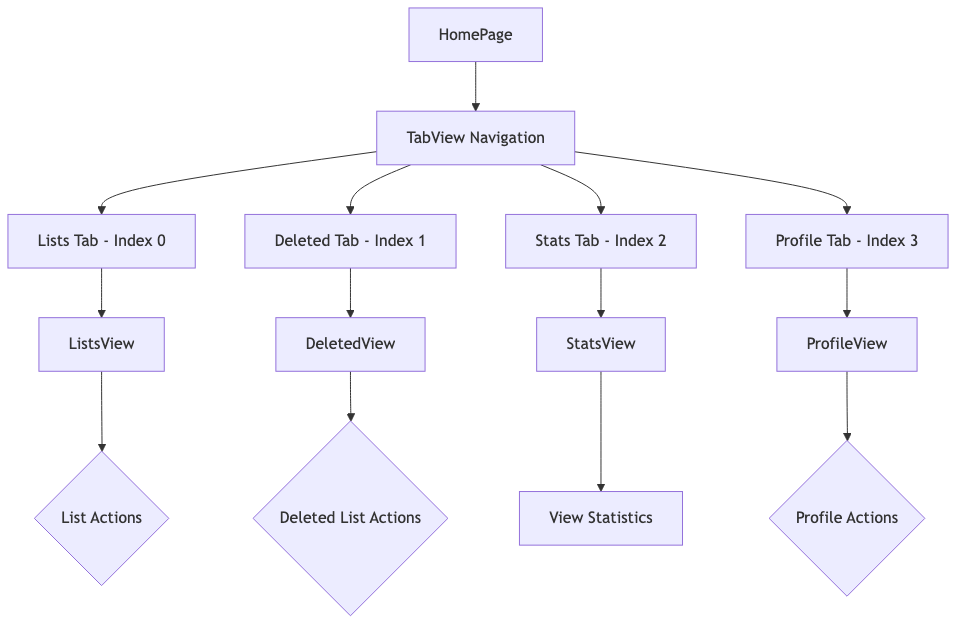 HomePage
TabView Navigation
Lists Tab - Index 0
Deleted Tab - Index 1
Stats Tab - Index 2
Profile Tab - Index 3
ListsView
DeletedView
StatsView
ProfileView
List Actions
Deleted List Actions
View Statistics
Profile Actions